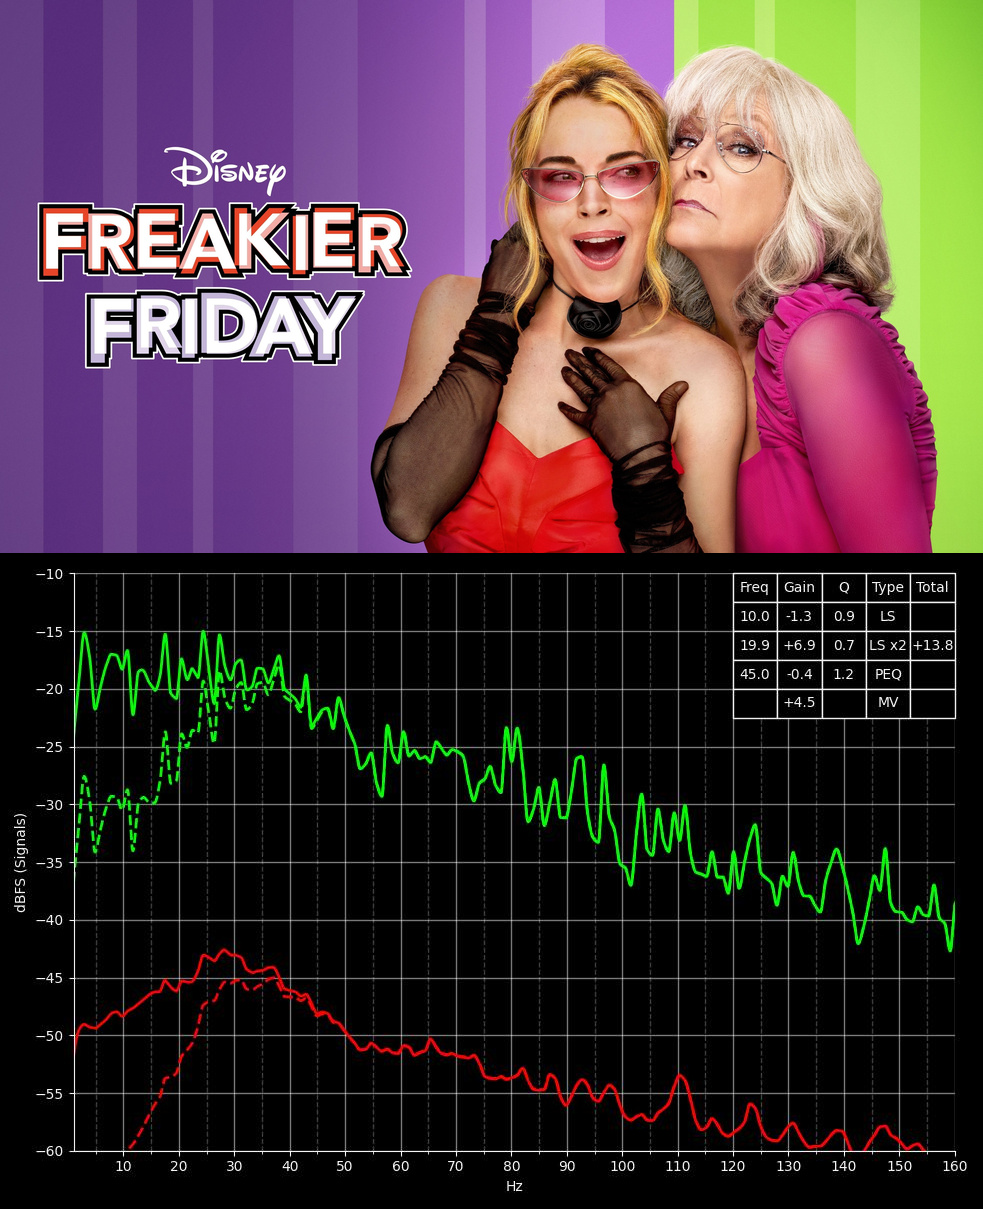 Disney
FREAKIER
FRIDAY
Freq Gain Q Type Total
10.0 -1.3 0.9 LS
19.9 +6.9 0.7 LS x2 +13.8
45.0 -0.4 1.2 PEQ
+4.5 MV
−10
−15
−20
−25
−30
−35
−40
−45
−50
−55
−60
dBFS (Signals)
10 20 30 40 50 60 70 80 90 100 110 120 130 140 150 160
Hz